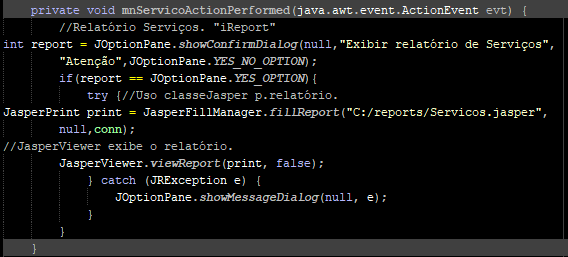 private void mnServicoActionPerformed(java.awt.event.ActionEvent evt) {
//Relatório Serviços. "iReport"
int report = JOptionPane.showConfirmDialog(null,"Exibir relatório de Serviços",
"Atenção",JOptionPane.YES_NO_OPTION);
if(report == JOptionPane.YES_OPTION){
try {//Uso classeJasper p.relatório.
JasperPrint print = JasperFillManager.fillReport("C:/reports/Servicos.jasper",
null,conn);
//JasperViewer exibe o relatório.
JasperViewer.viewReport(print, false);
} catch (JRException e) {
JOptionPane.showMessageDialog(null, e);
}
}
}